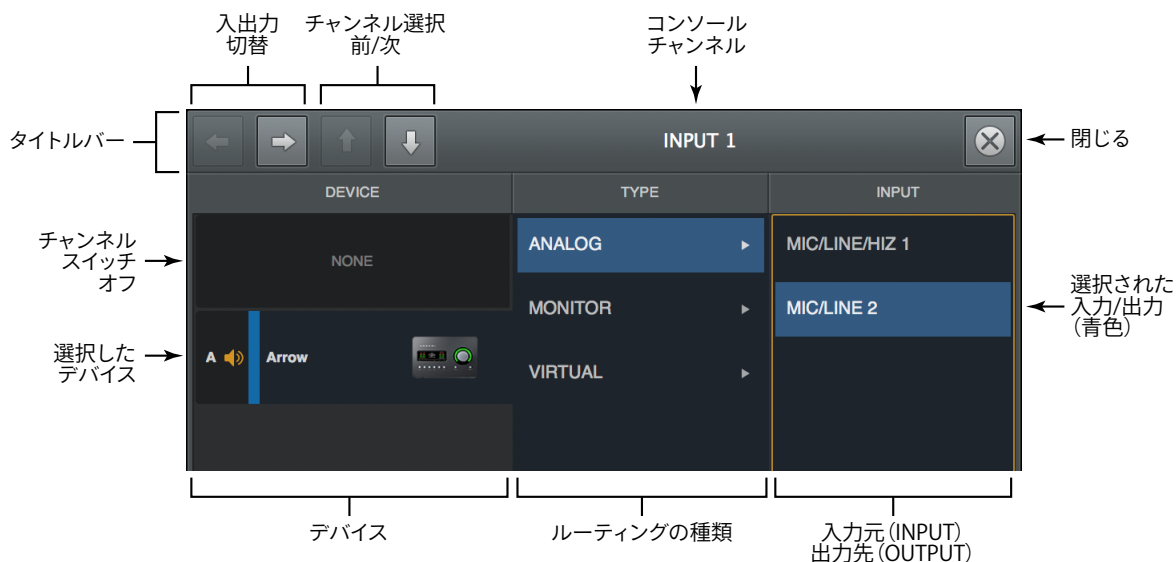 入出力
切替
チャンネル選択
前/次
コンソール
チャンネル
タイトルバー
INPUT 1
閉じる
DEVICE
TYPE
INPUT
チャンネル
スイッチ
オフ
NONE
ANALOG
MIC/LINE/HIZ 1
MONITOR
MIC/LINE 2
選択された
入力/出力
(青色)
選択した
デバイス
A
Arrow
VIRTUAL
デバイス
ルーティングの種類
入力元(INPUT)
出力先(OUTPUT)